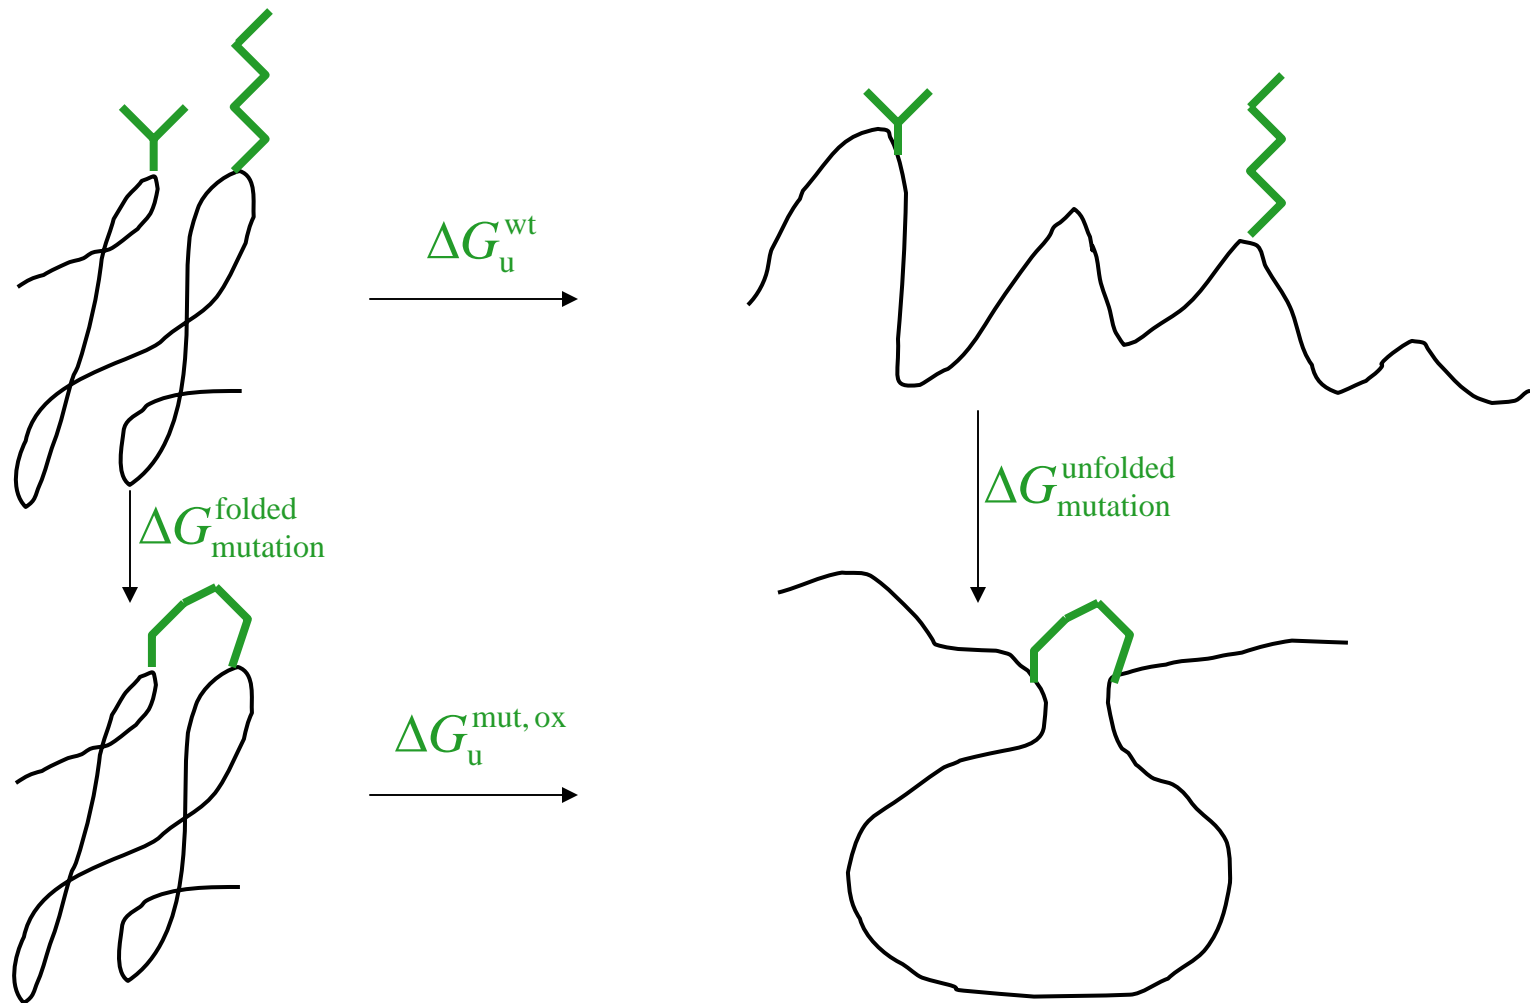 ΔG_u^wt
ΔG_mutation^folded
ΔG_mutation^unfolded
ΔG_u^mut, ox